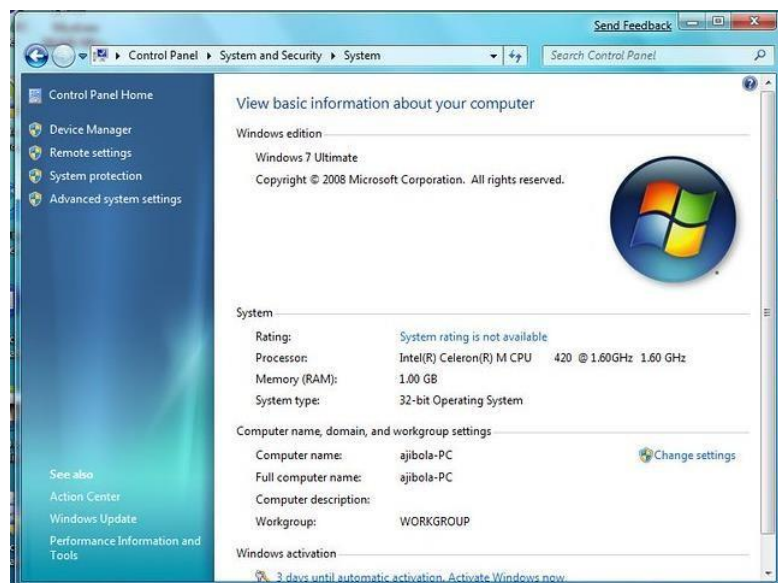 Send Feedback
Control Panel System and Security System
Search Control Panel
Control Panel Home
Device Manager
Remote settings
System protection
Advanced system settings
See also
Action Center
Windows Update
Performance Information and
Tools
View basic information about your computer
Windows edition
Windows 7 Ultimate
Copyright © 2008 Microsoft Corporation. All rights reserved.
System
Rating: System rating is not available
Processor: Intel(R) Celeron(R) M CPU 420 @ 1.60GHz 1.60 GHz
Memory (RAM): 1.00 GB
System type: 32-bit Operating System
Computer name, domain, and workgroup settings
Computer name: ajibola-PC
Change settings
Full computer name: ajibola-PC
Computer description:
Workgroup: WORKGROUP
Windows activation
3 days until automatic activation. Activate Windows now